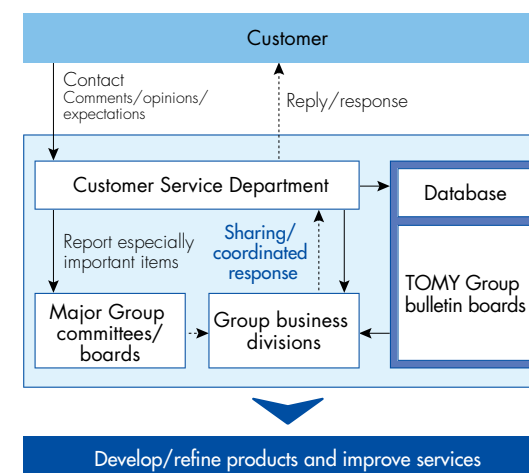 Customer
Contact
Comments/opinions/
expectations
Reply/response
Customer Service Department
Database
Report especially
important items
Sharing/
coordinated
response
TOMY Group
bulletin boards
Major Group
committees/
boards
Group business
divisions
Develop/refine products and improve services